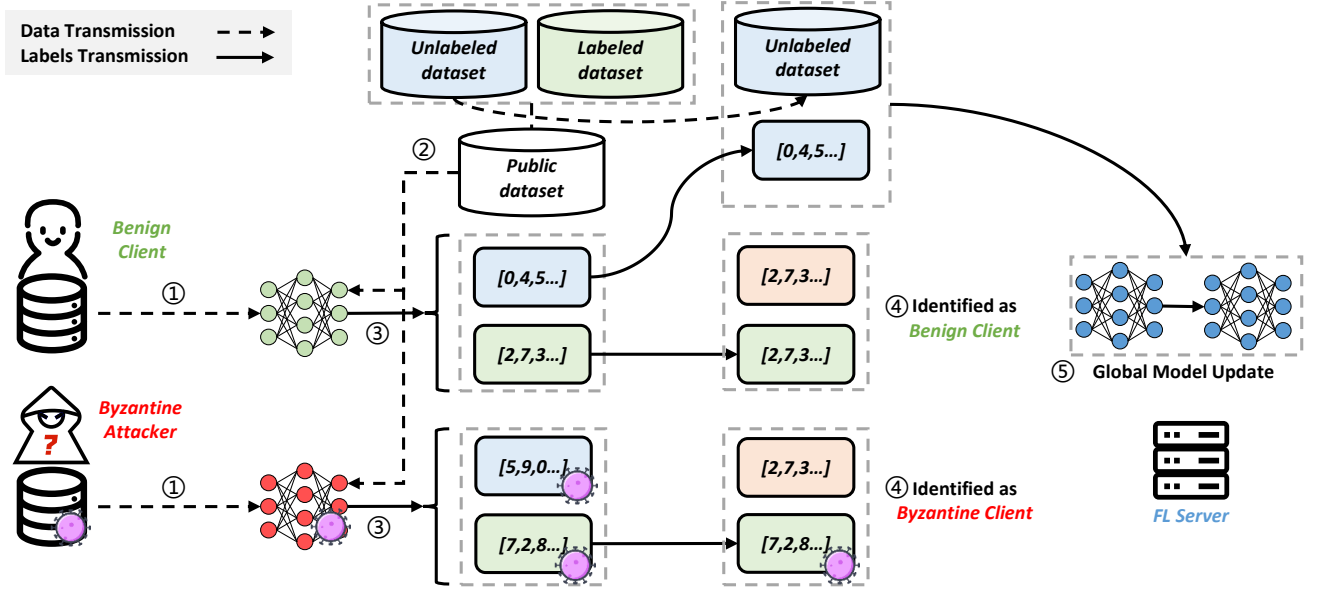 Data Transmission
Labels Transmission
Unlabeled
dataset
Labeled
dataset
Unlabeled
dataset
②
Public
dataset
[0,4,5...]
Benign
Client
①
③
[0,4,5...]
[2,7,3...]
[2,7,3...]
[2,7,3...]
④ Identified as
Benign Client
⑤ Global Model Update
Byzantine
Attacker
?
①
③
[5,9,0...]
[7,2,8...]
[2,7,3...]
[7,2,8...]
④ Identified as
Byzantine Client
FL Server